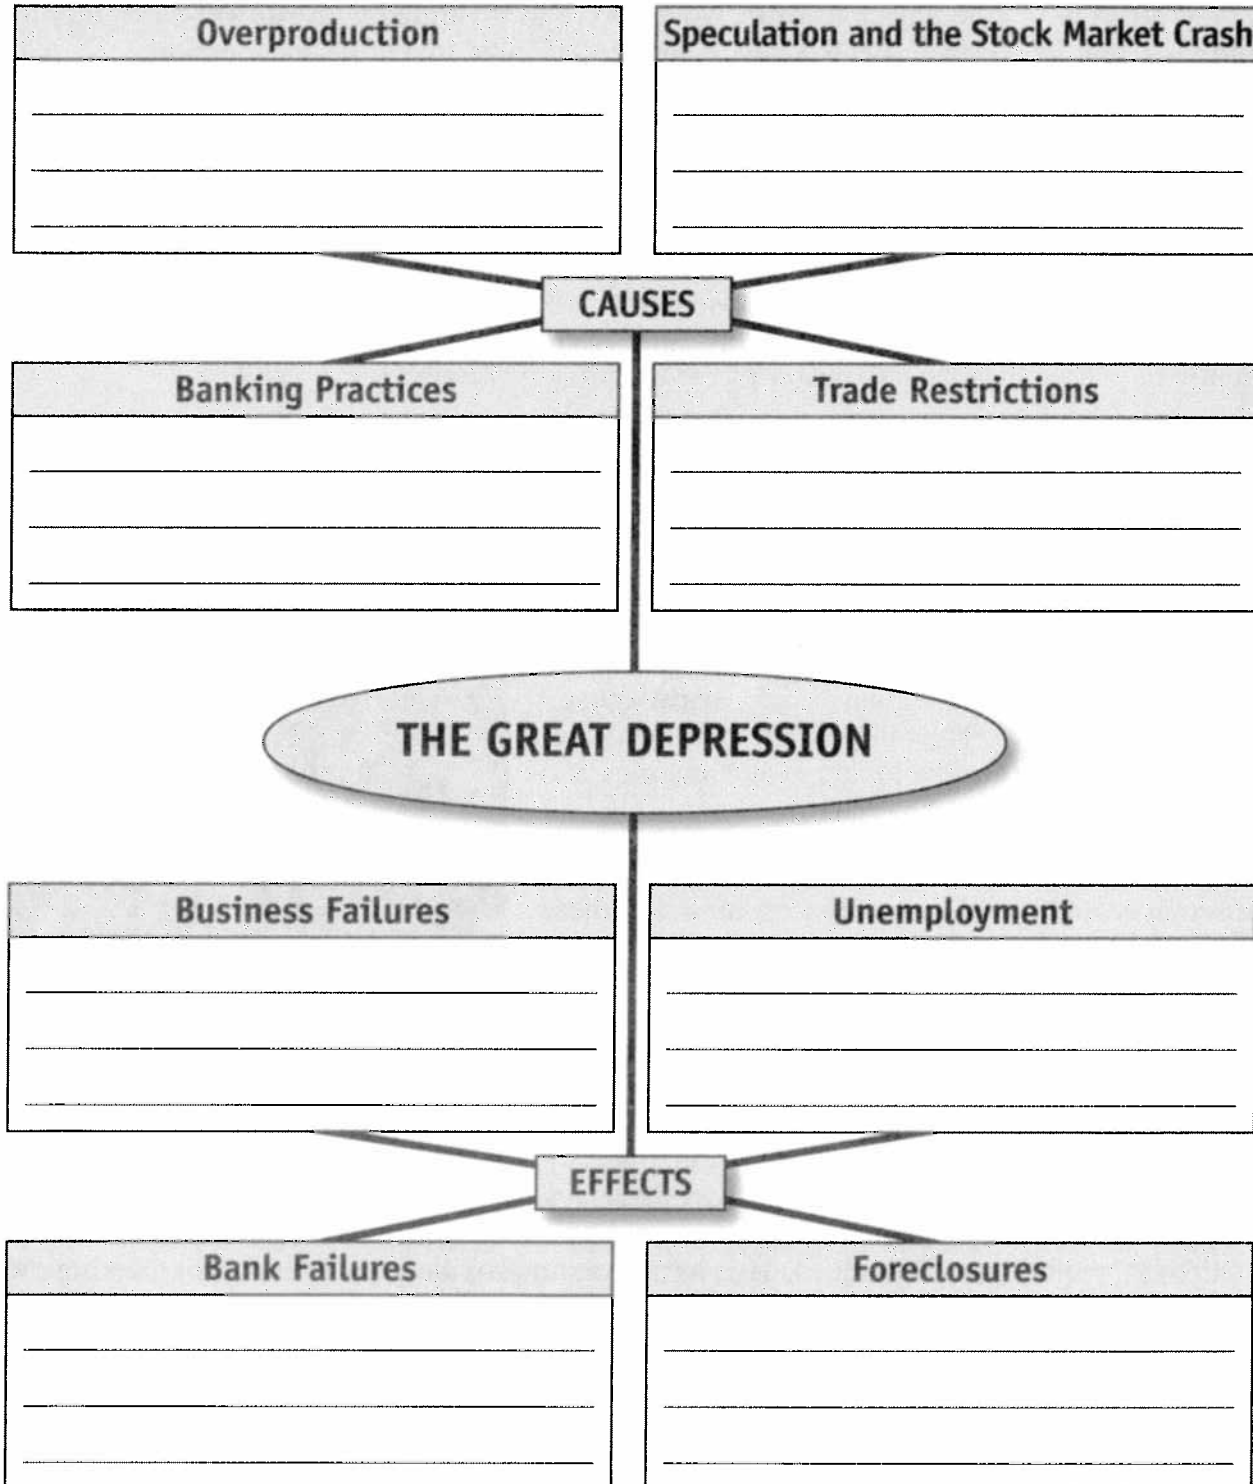 Overproduction
Speculation and the Stock Market Crash
CAUSES
Banking Practices
Trade Restrictions
THE GREAT DEPRESSION
Business Failures
Unemployment
EFFECTS
Bank Failures
Foreclosures